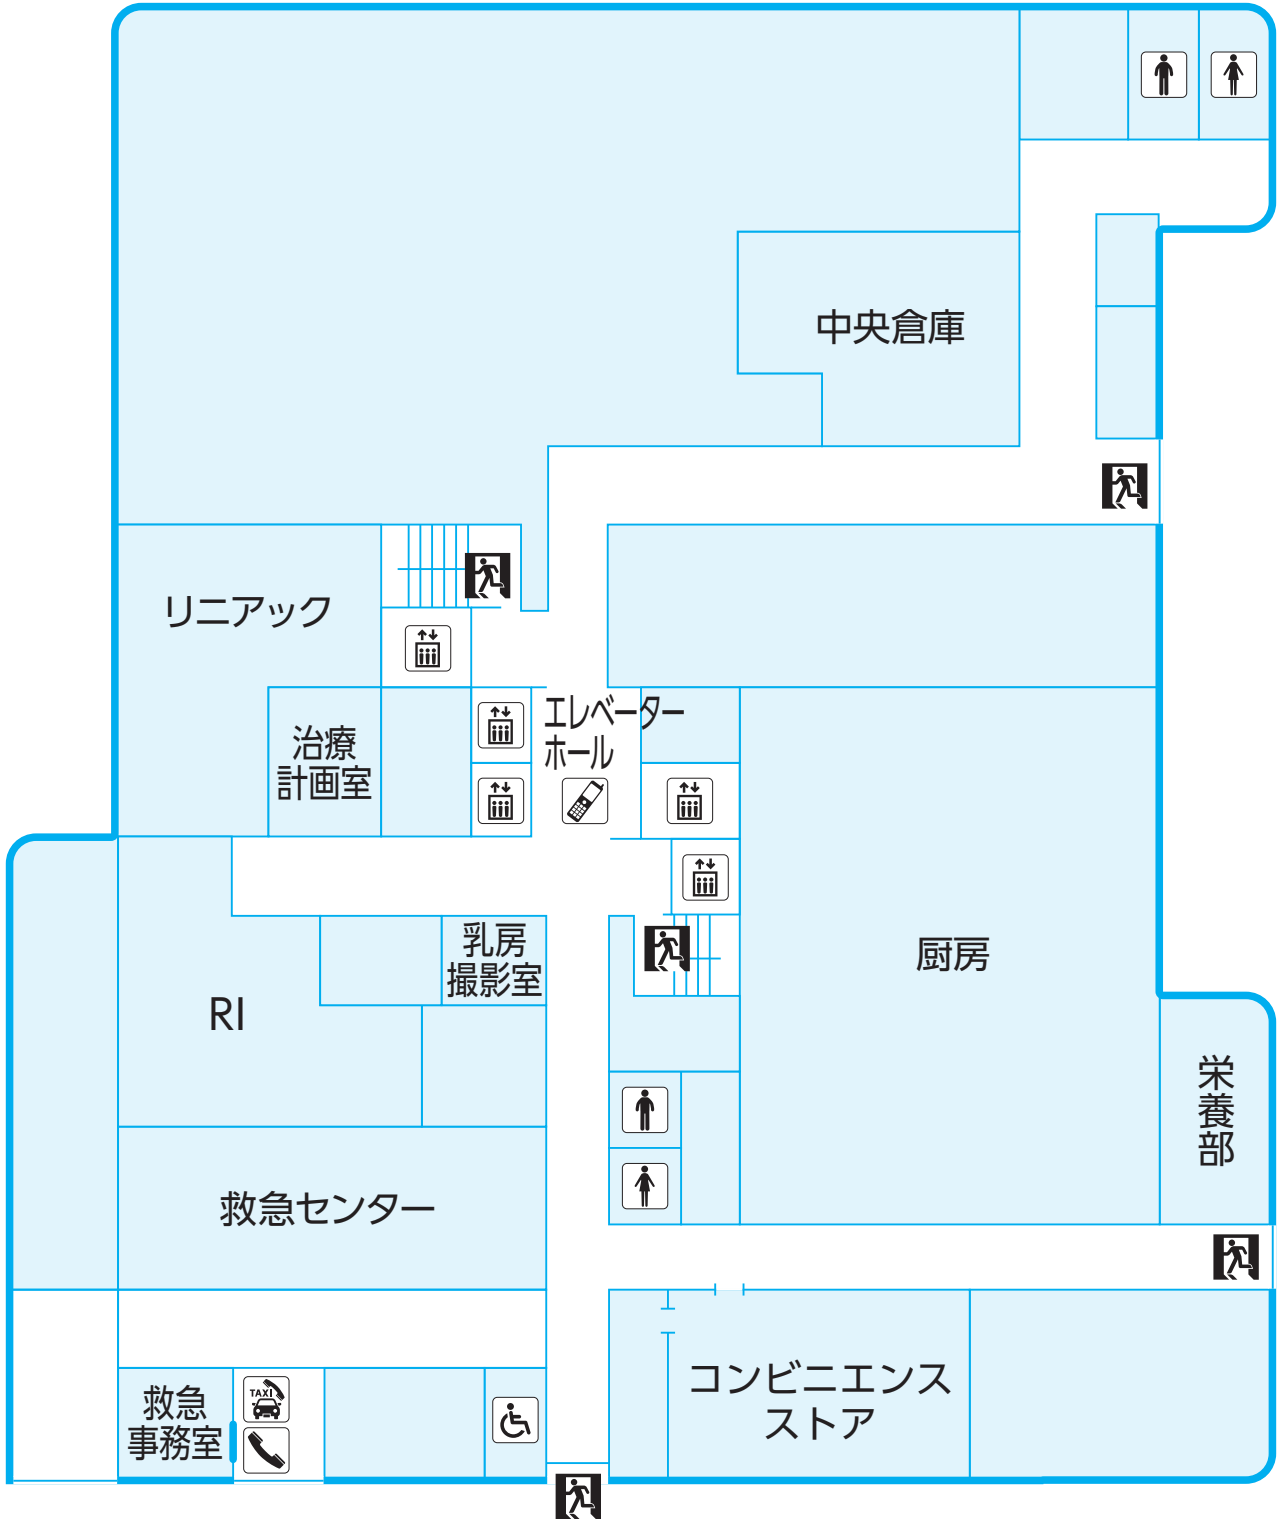 中央倉庫
リニアック
エレベーター
ホール
治療
計画室
乳房
撮影室
厨房
RI
栄養部
救急センター
コンビニエンス
ストア
TAXI
救急
事務室